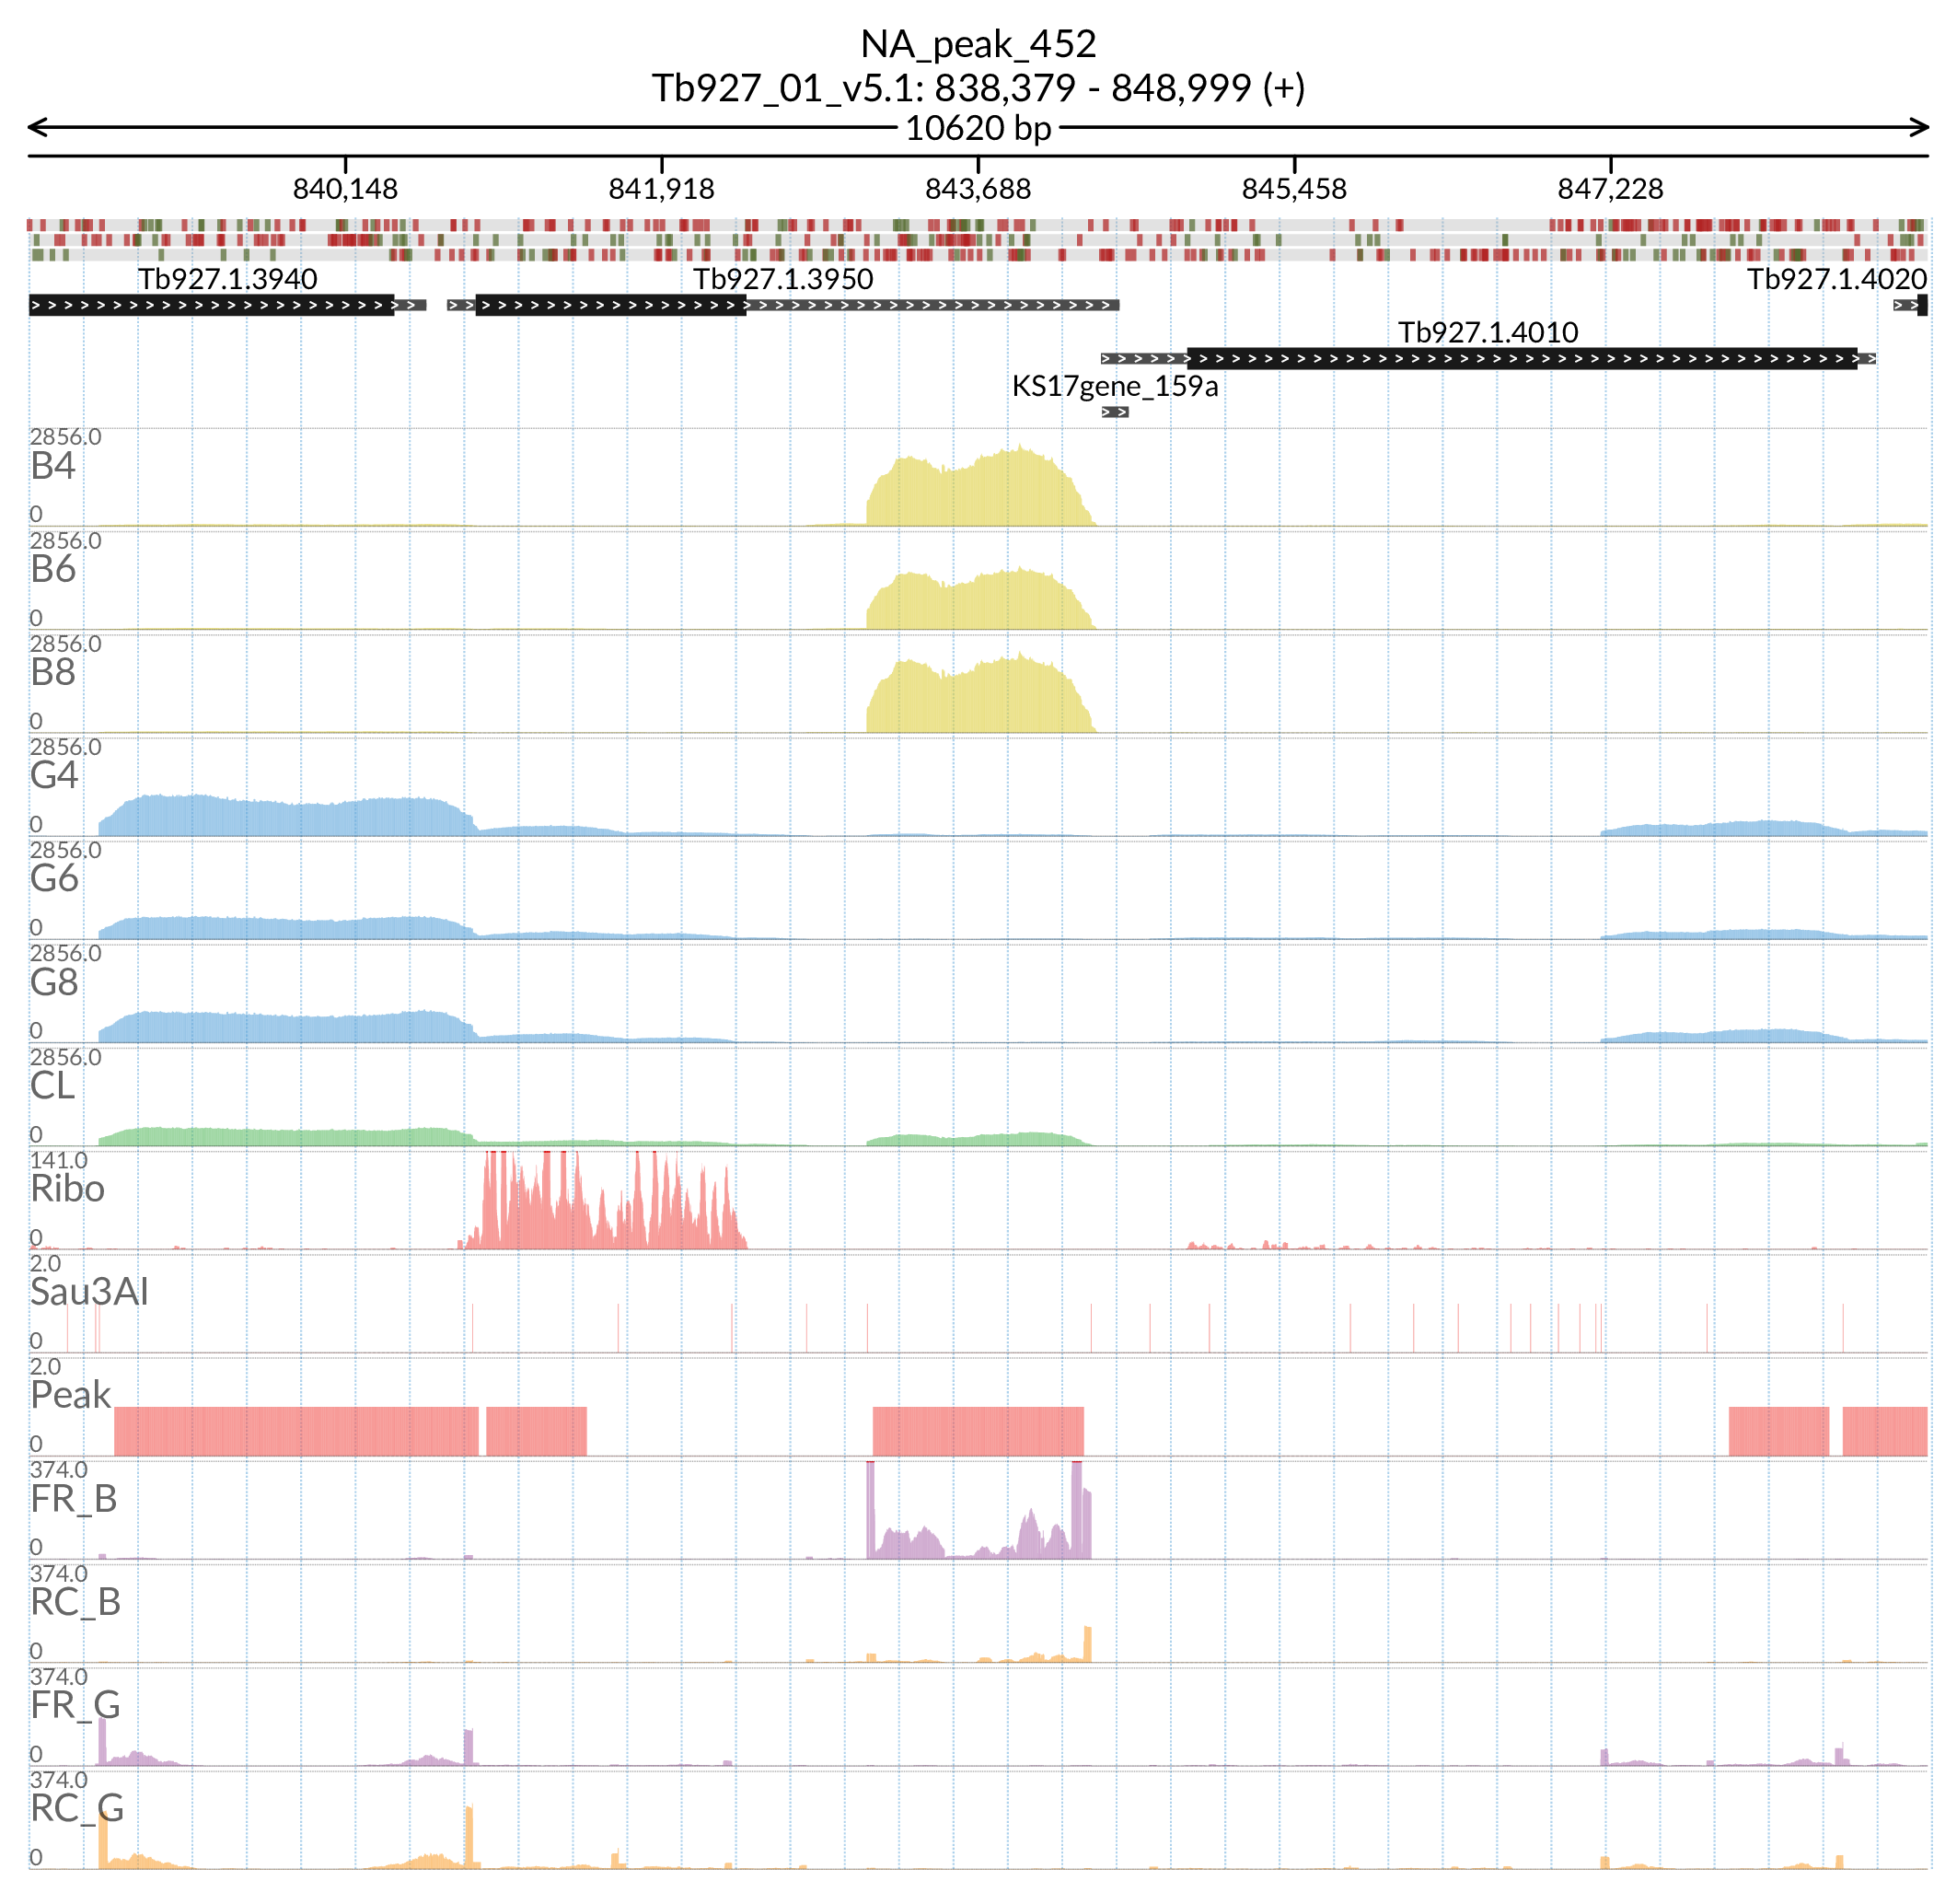 NA_peak_452
Tb927_01_v5.1: 838,379 - 848,999 (+)
10620 bp
840,148 841,918 843,688 845,458 847,228
Tb927.1.3940 Tb927.1.3950 Tb927.1.4020
Tb927.1.4010
KS17gene_159a
2856.0
B4
0
2856.0
B6
0
2856.0
B8
0
2856.0
G4
0
2856.0
G6
0
2856.0
G8
0
2856.0
CL
0
141.0
Ribo
0
2.0
Sau3AI
0
2.0
Peak
0
374.0
FR_B
0
374.0
RC_B
0
374.0
FR_G
0
374.0
RC_G
0